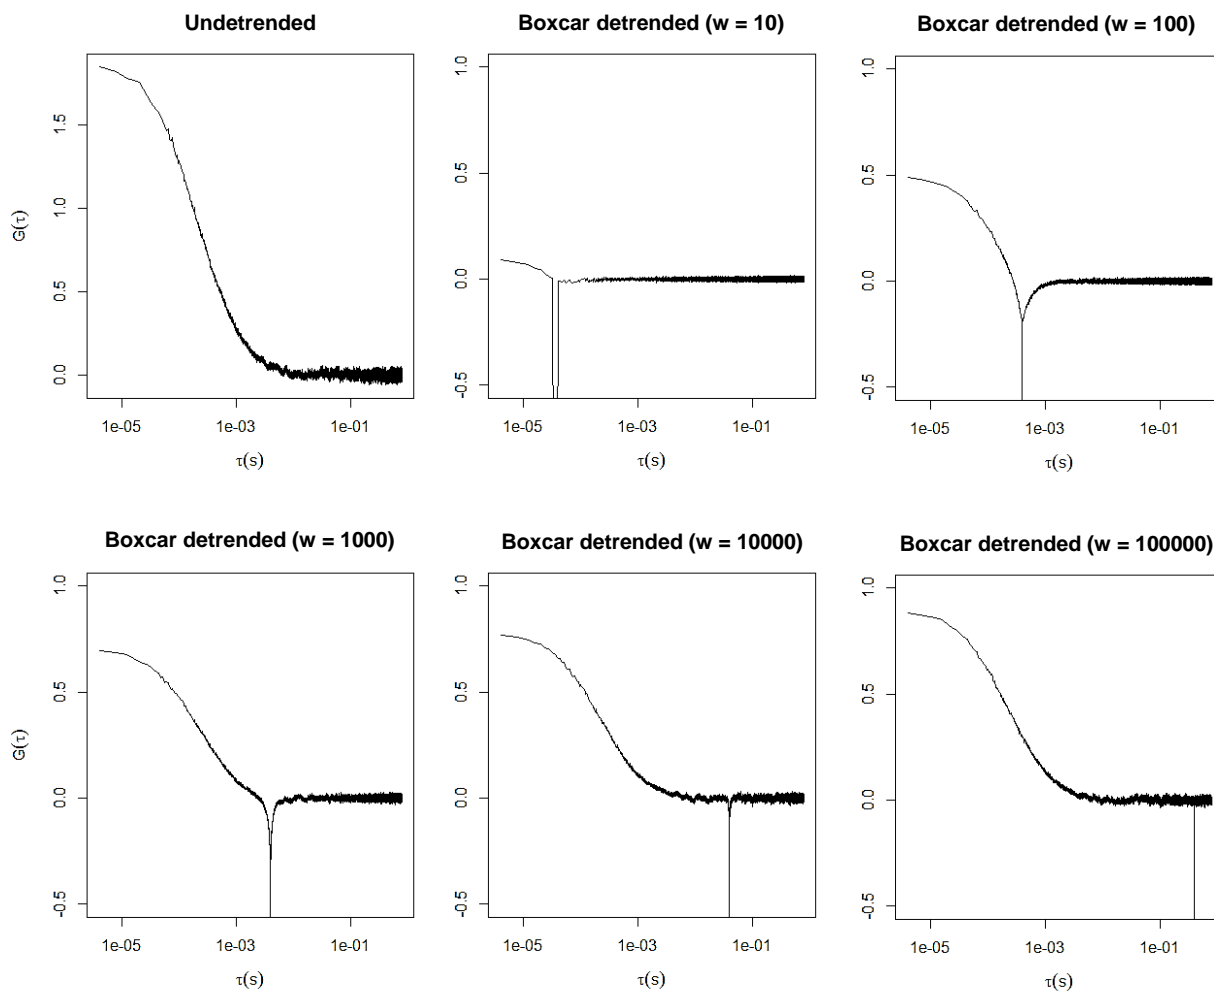 Undetrended
Boxcar detrended (w = 10)
Boxcar detrended (w = 100)
G(τ)
1.5
1.0
0.5
0.0
1e-05
1e-03
1e-01
τ(s)
1.0
0.5
0.0
-0.5
1e-05
1e-03
1e-01
τ(s)
1.0
0.5
0.0
-0.5
1e-05
1e-03
1e-01
τ(s)
Boxcar detrended (w = 1000)
Boxcar detrended (w = 10000)
Boxcar detrended (w = 100000)
G(τ)
1.0
0.5
0.0
-0.5
1e-05
1e-03
1e-01
τ(s)
1.0
0.5
0.0
-0.5
1e-05
1e-03
1e-01
τ(s)
1.0
0.5
0.0
-0.5
1e-05
1e-03
1e-01
τ(s)